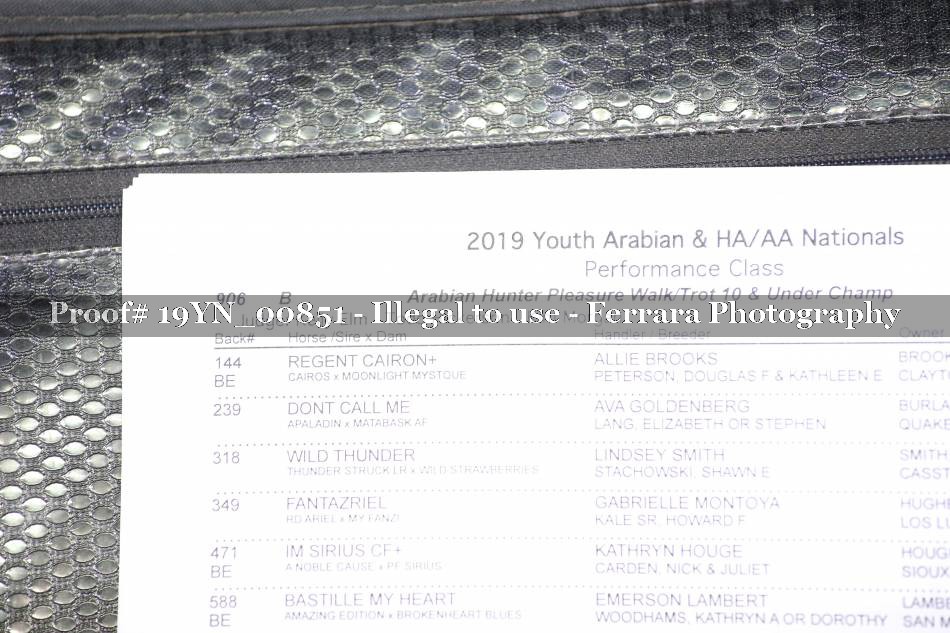 2019 Youth Arabian & HA/AA Nationals
Performance Class
906 B Arabian Hunter Pleasure Walk/Trot 10 & Under Champ
Proof# 19YN_00851 - Illegal to use - Ferrara Photography
Back# Horse /Sire x Dam Handler / Breeder Owner
144 REGENT CAIRON+ ALLIE BROOKS BROOK
BE CAIROS x MOONLIGHT MYSTQUE PETERSON, DOUGLAS F & KATHLEEN E CLAYT
239 DONT CALL ME AVA GOLDENBERG BURLA
APALADIN x MATABASK AF LANG, ELIZABETH OR STEPHEN QUAKE
318 WILD THUNDER LINDSEY SMITH SMITH
THUNDER STRUCK LR x WILD STRAWBERRIES STACHOWSKI, SHAWN E CASST
349 FANTAZRIEL GABRIELLE MONTOYA HUGHE
RD ARIEL x MY FANZI KALE SR, HOWARD F LOS LU
471 IM SIRIUS CF+ KATHRYN HOUGE HOUG
BE A NOBLE CAUSE x PF SIRIUS CARDEN, NICK & JULIET SIOUX
588 BASTILLE MY HEART EMERSON LAMBERT LAMBE
BE AMAZING EDITION x BROKENHEART BLUES WOODHAMS, KATHRYN A OR DOROTHY SAN M